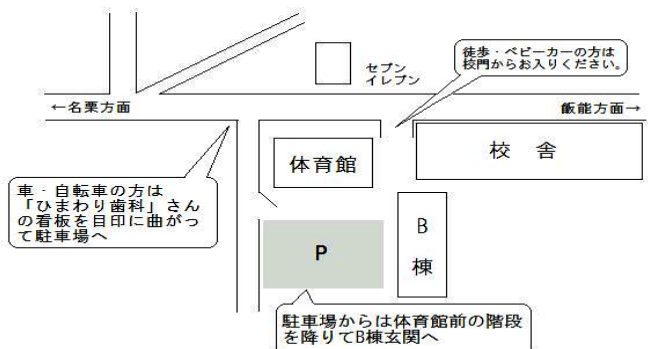 セブン
イレブン
徒歩・ベビーカーの方は
校門からお入りください。
←名栗方面
飯能方面→
体育館
校 舎
車・自転車の方は
「ひまわり歯科」さん
の看板を目印に曲がっ
て駐車場へ
P
B
棟
駐車場からは体育館前の階段
を降りてB棟玄関へ